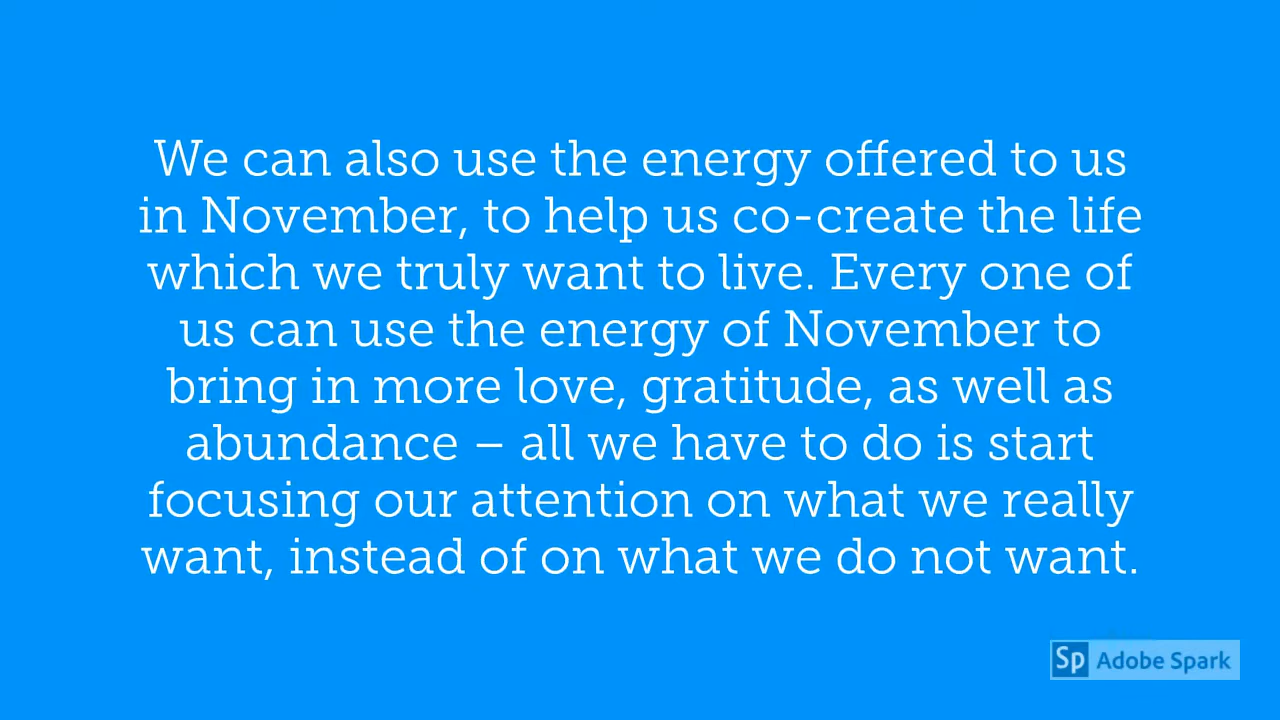 We can also use the energy offered to us
in November, to help us co-create the life
which we truly want to live. Every one of
us can use the energy of November to
bring in more love, gratitude, as well as
abundance – all we have to do is start
focusing our attention on what we really
want, instead of on what we do not want.
Sp Adobe Spark